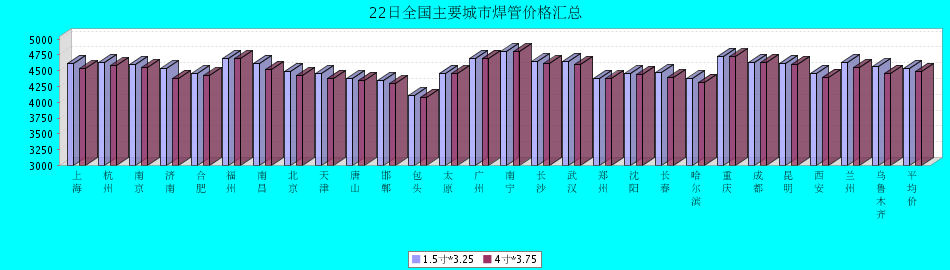 22日全国主要城市焊管价格汇总
5000
4750
4500
4250
4000
3750
3500
3250
3000
上海
杭州
南京
济南
合肥
福州
南昌
北京
天津
唐山
邯郸
包头
太原
广州
南宁
长沙
武汉
郑州
沈阳
长春
哈尔滨
重庆
成都
昆明
西安
兰州
乌鲁木齐
平均价
1.5寸*3.25
4寸*3.75